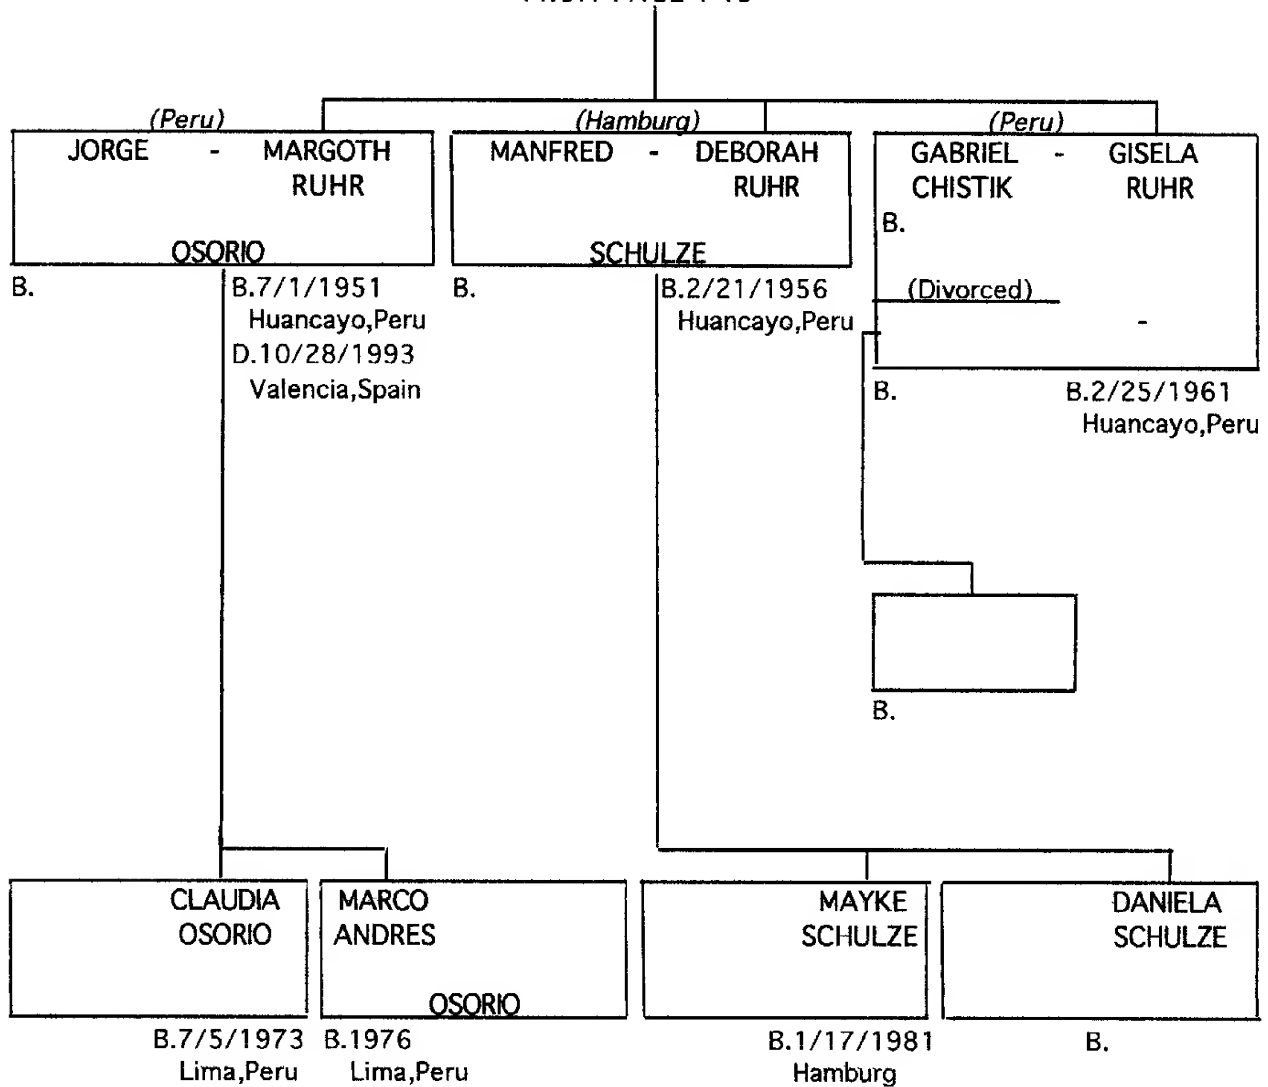 (Peru)
JORGE - MARGOTH
RUHR
OSORIO
B.
B.7/1/1951
Huancayo,Peru
D.10/28/1993
Valencia,Spain
(Hamburg)
MANFRED - DEBORAH
RUHR
SCHULZE
B.
B.2/21/1956
Huancayo,Peru
(Peru)
GABRIEL - GISELA
CHISTIK RUHR
B.
(Divorced)
-
B.
B.2/25/1961
Huancayo,Peru
B.
CLAUDIA
OSORIO
B.7/5/1973
Lima,Peru
MARCO
ANDRES
OSORIO
B.1976
Lima,Peru
MAYKE
SCHULZE
B.1/17/1981
Hamburg
DANIELA
SCHULZE
B.